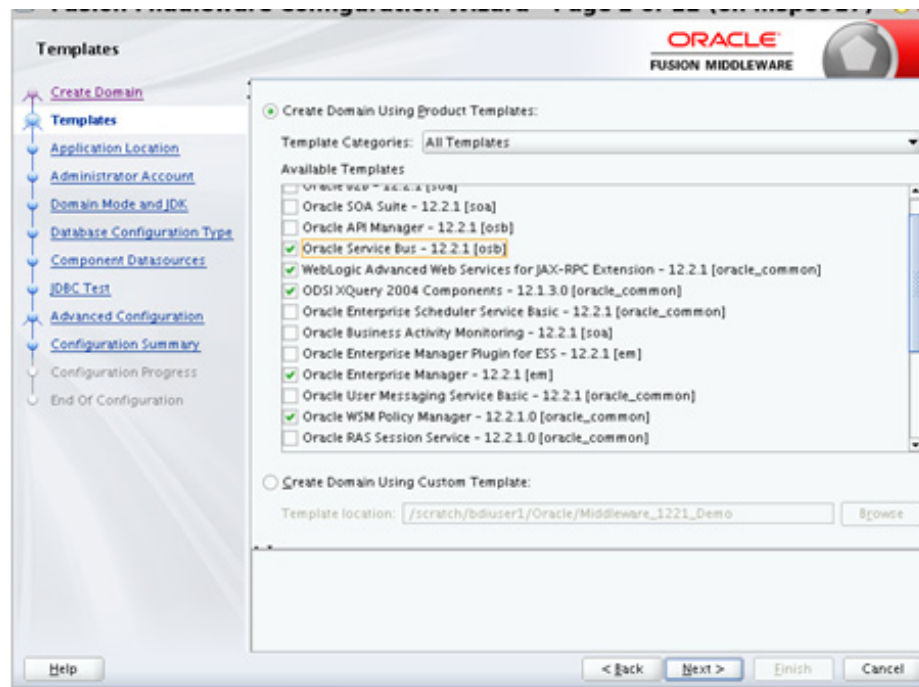 Templates
ORACLE
FUSION MIDDLEWARE
Create Domain
Templates
Application Location
Administrator Account
Domain Mode and JDK
Database Configuration Type
Component Datasources
JDBC Test
Advanced Configuration
Configuration Summary
Configuration Progress
End Of Configuration
Create Domain Using Product Templates:
Template Categories: All Templates
Available Templates
Oracle B2B - 12.2.1 [soa]
Oracle SOA Suite - 12.2.1 [soa]
Oracle API Manager - 12.2.1 [osb]
Oracle Service Bus - 12.2.1 [osb]
WebLogic Advanced Web Services for JAX-RPC Extension - 12.2.1 [oracle_common]
ODSI XQuery 2004 Components - 12.1.3.0 [oracle_common]
Oracle Enterprise Scheduler Service Basic - 12.2.1 [oracle_common]
Oracle Business Activity Monitoring - 12.2.1 [soa]
Oracle Enterprise Manager Plugin for ESS - 12.2.1 [em]
Oracle Enterprise Manager - 12.2.1 [em]
Oracle User Messaging Service Basic - 12.2.1 [oracle_common]
Oracle WSM Policy Manager - 12.2.1.0 [oracle_common]
Oracle RAS Session Service - 12.2.1.0 [oracle_common]
Create Domain Using Custom Template:
Template location: /scratch/bdiuser1/Oracle/Middleware_1221_Demo Browse
Help < Back Next > Finish Cancel